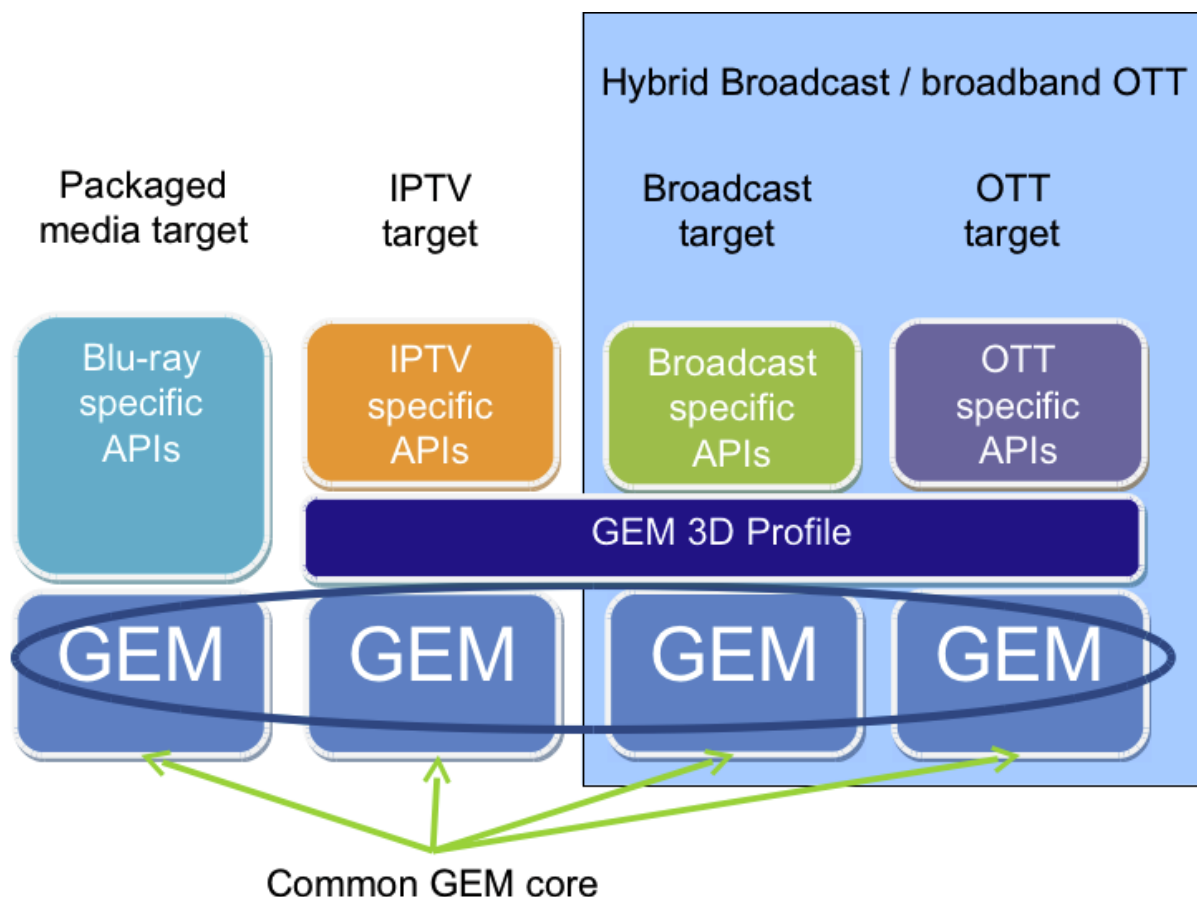 Hybrid Broadcast / broadband OTT
Packaged
media target
IPTV
target
Broadcast
target
OTT
target
Blu-ray
specific
APIs
IPTV
specific
APIs
Broadcast
specific
APIs
OTT
specific
APIs
GEM 3D Profile
GEM
GEM
GEM
GEM
Common GEM core